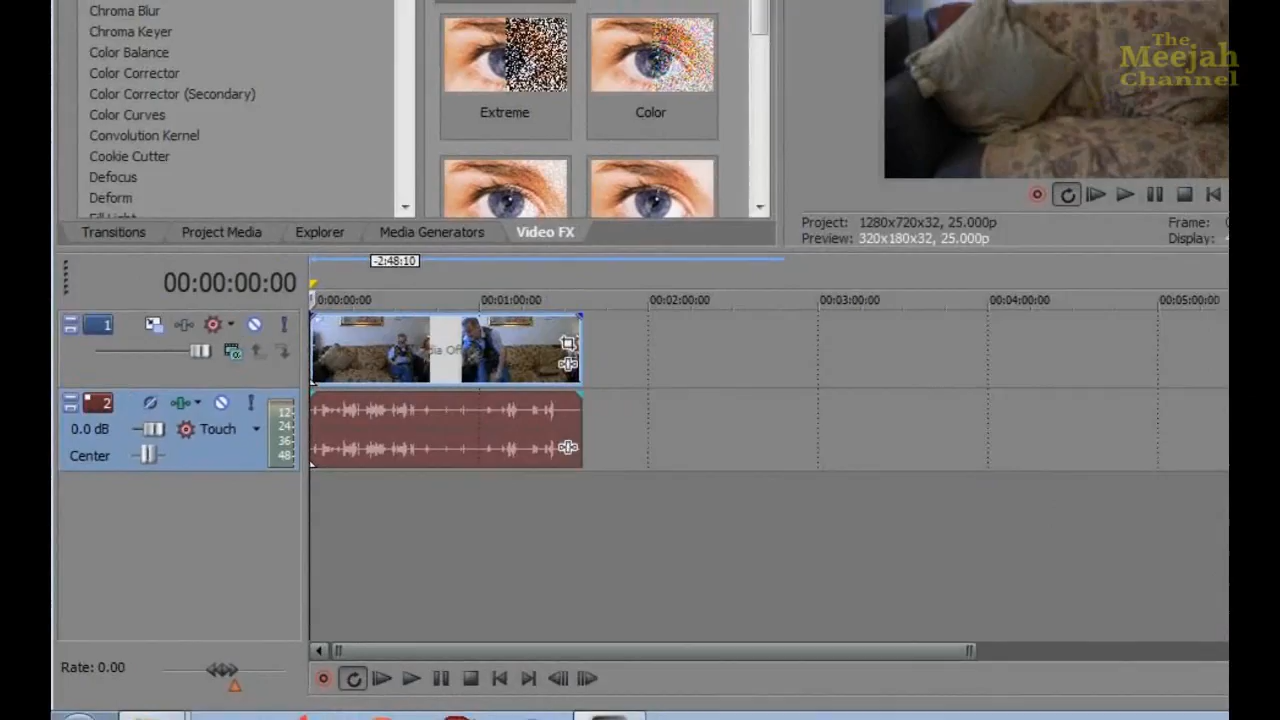 Chroma Blur
Chroma Keyer
Color Balance
Color Corrector
Color Corrector (Secondary)
Color Curves
Convolution Kernel
Cookie Cutter
Defocus
Deform
Fill Light
Extreme
Color
The
Meejah
Channel
Transitions
Project Media
Explorer
Media Generators
Video FX
Project: 1280x720x32, 25.000p
Frame:
Preview: 320x180x32, 25.000p
Display:
-2:48:10
00:00:00:00
0:00:00:00
00:01:00:00
00:02:00:00
00:03:00:00
00:04:00:00
00:05:00:00
1
2
12
24
36
48
0.0 dB
Touch
Center
Rate: 0.00